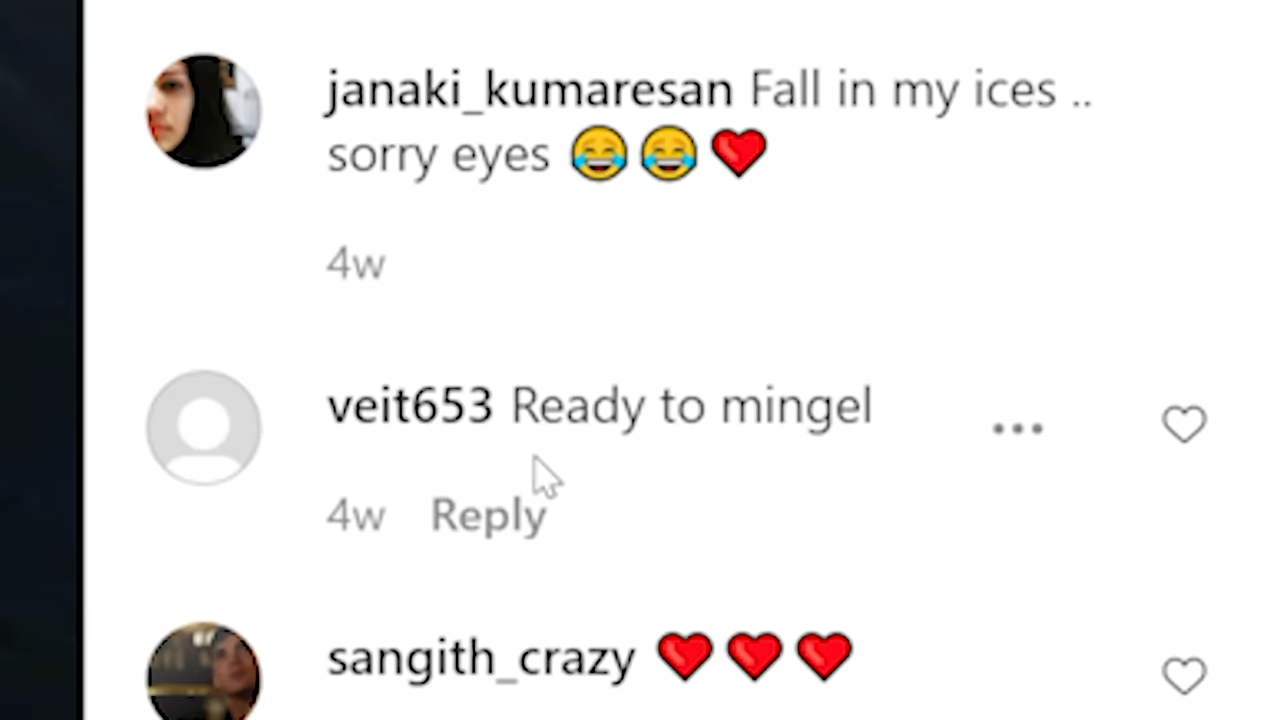 janaki_kumaresan Fall in my ices ..
sorry eyes 😂😂❤️
4w
veit653 Ready to mingel
4w Reply
sangith_crazy ❤️❤️❤️